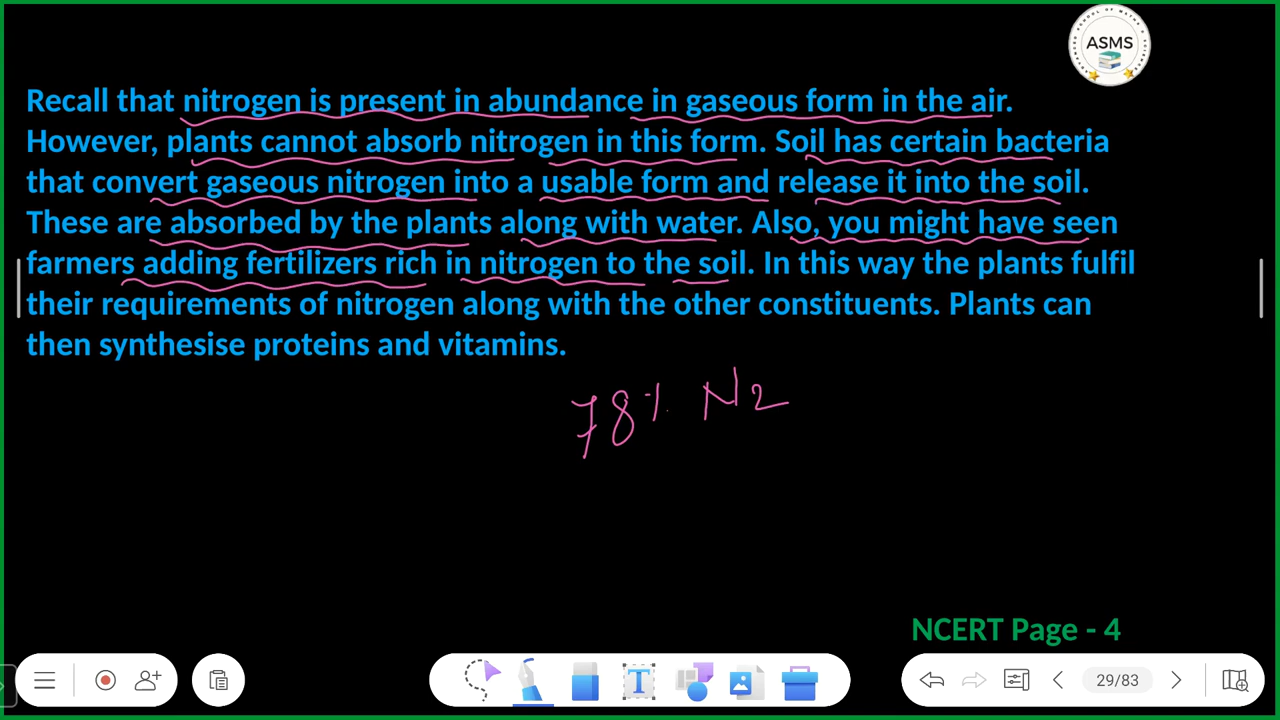 ASMS
Recall that nitrogen is present in abundance in gaseous form in the air.
However, plants cannot absorb nitrogen in this form. Soil has certain bacteria
that convert gaseous nitrogen into a usable form and release it into the soil.
These are absorbed by the plants along with water. Also, you might have seen
farmers adding fertilizers rich in nitrogen to the soil. In this way the plants fulfil
their requirements of nitrogen along with the other constituents. Plants can
then synthesise proteins and vitamins.
78% N2
NCERT Page - 4
T
29/83